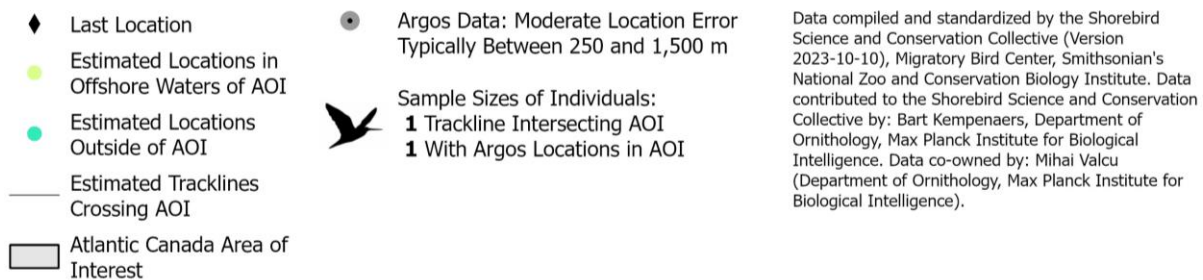 Last Location
Estimated Locations in
Offshore Waters of AOI
Estimated Locations
Outside of AOI
Estimated Tracklines
Crossing AOI
Atlantic Canada Area of
Interest
Argos Data: Moderate Location Error
Typically Between 250 and 1,500 m
Sample Sizes of Individuals:
1 Trackline Intersecting AOI
1 With Argos Locations in AOI
Data compiled and standardized by the Shorebird
Science and Conservation Collective (Version
2023-10-10), Migratory Bird Center, Smithsonian's
National Zoo and Conservation Biology Institute. Data
contributed to the Shorebird Science and Conservation
Collective by: Bart Kempenaers, Department of
Ornithology, Max Planck Institute for Biological
Intelligence. Data co-owned by: Mihai Valcu
(Department of Ornithology, Max Planck Institute for
Biological Intelligence).